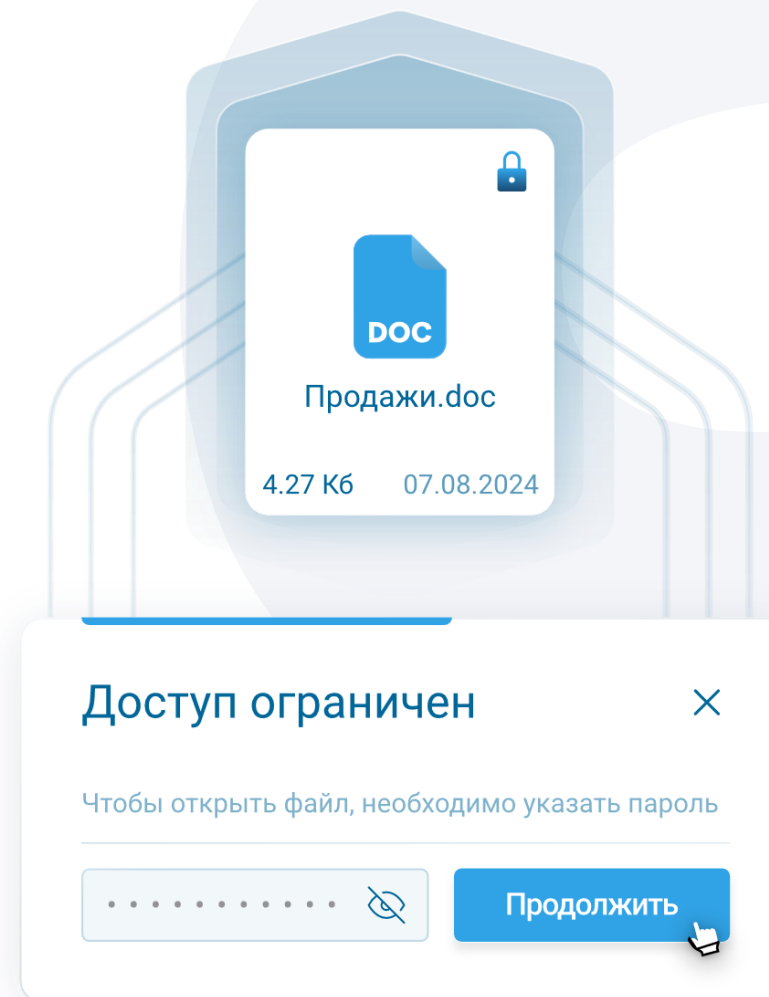 DOC
Продажи.doc
4.27 Кб 07.08.2024
Доступ ограничен
Чтобы открыть файл, необходимо указать пароль
Продолжить